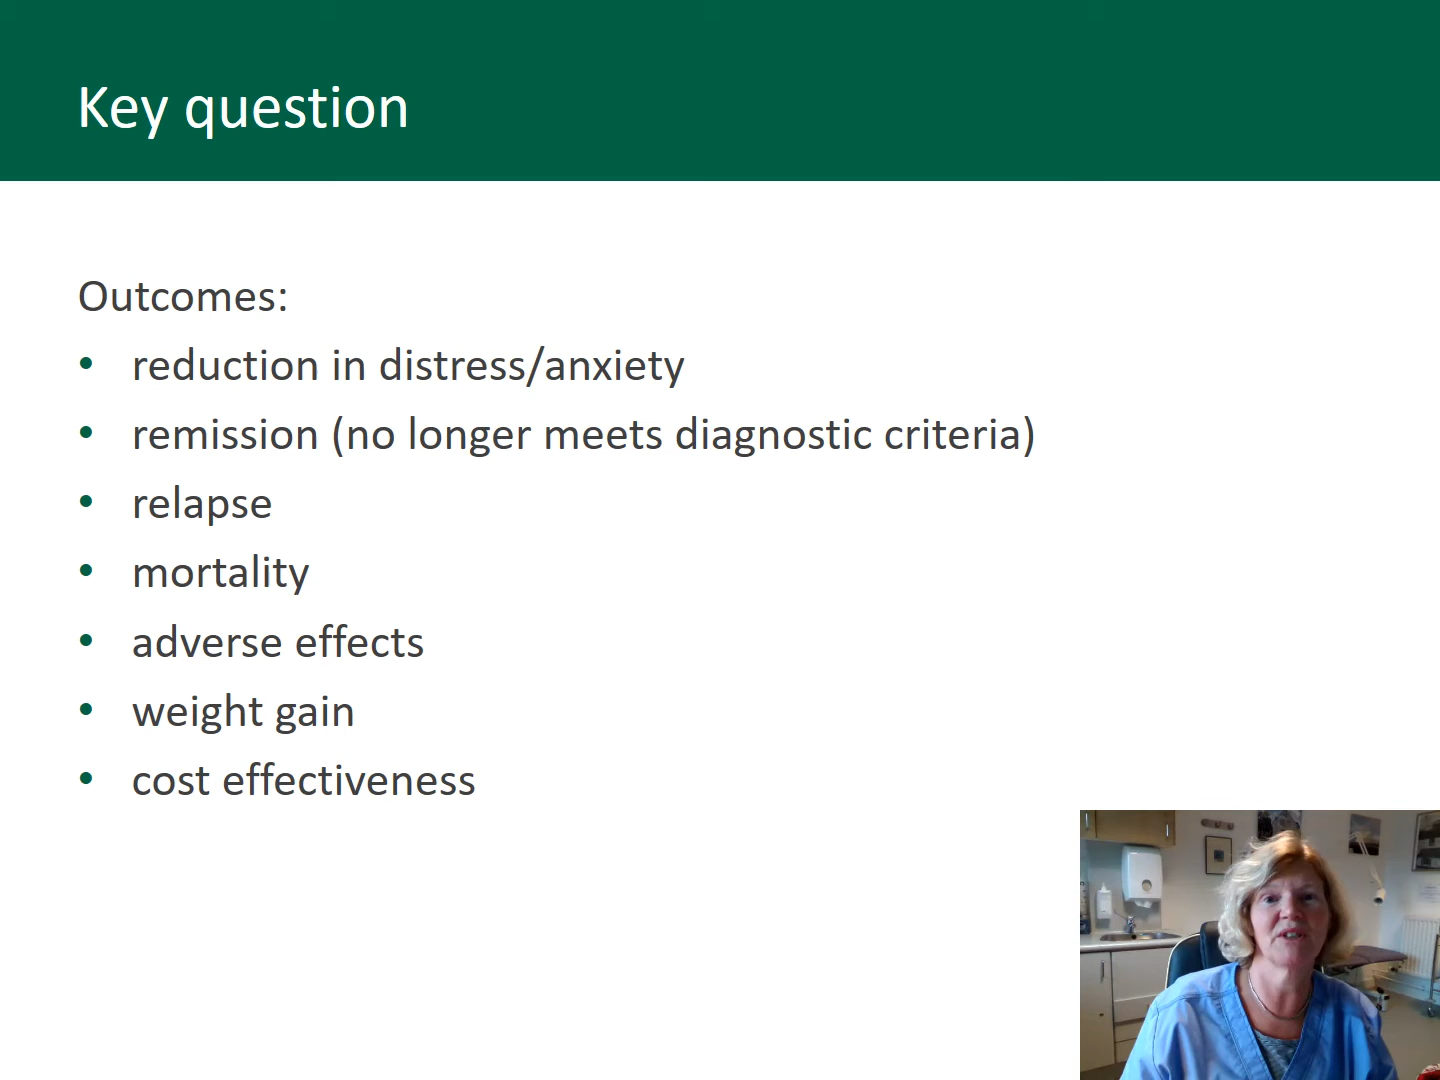 Key question
Outcomes:
• reduction in distress/anxiety
• remission (no longer meets diagnostic criteria)
• relapse
• mortality
• adverse effects
• weight gain
• cost effectiveness